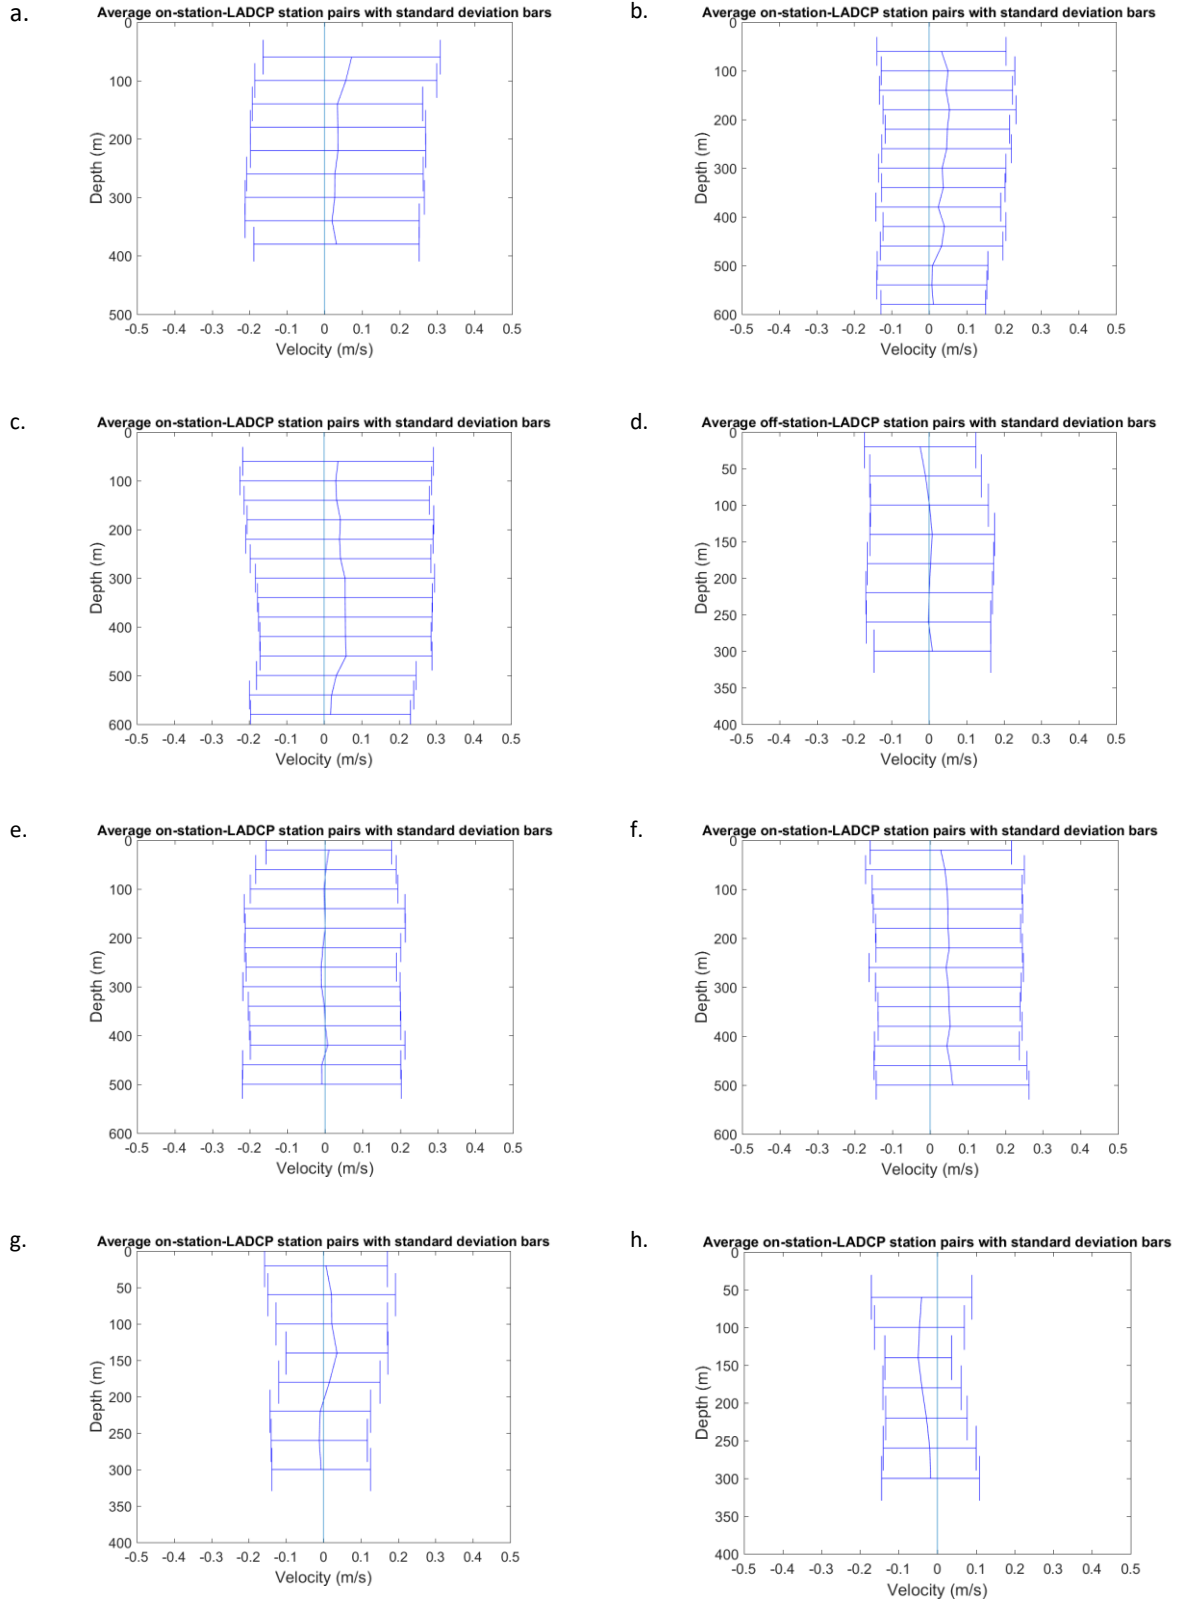 a.
Average on-station-LADCP station pairs with standard deviation bars
0
100
200
300
400
500
Depth (m)
-0.5 -0.4 -0.3 -0.2 -0.1 0 0.1 0.2 0.3 0.4 0.5
Velocity (m/s)
b.
Average on-station-LADCP station pairs with standard deviation bars
0
100
200
300
400
500
600
Depth (m)
-0.5 -0.4 -0.3 -0.2 -0.1 0 0.1 0.2 0.3 0.4 0.5
Velocity (m/s)
c.
Average on-station-LADCP station pairs with standard deviation bars
0
100
200
300
400
500
600
Depth (m)
-0.5 -0.4 -0.3 -0.2 -0.1 0 0.1 0.2 0.3 0.4 0.5
Velocity (m/s)
d.
Average off-station-LADCP station pairs with standard deviation bars
0
50
100
150
200
250
300
350
400
Depth (m)
-0.5 -0.4 -0.3 -0.2 -0.1 0 0.1 0.2 0.3 0.4 0.5
Velocity (m/s)
e.
Average on-station-LADCP station pairs with standard deviation bars
0
100
200
300
400
500
600
Depth (m)
-0.5 -0.4 -0.3 -0.2 -0.1 0 0.1 0.2 0.3 0.4 0.5
Velocity (m/s)
f.
Average on-station-LADCP station pairs with standard deviation bars
0
100
200
300
400
500
600
Depth (m)
-0.5 -0.4 -0.3 -0.2 -0.1 0 0.1 0.2 0.3 0.4 0.5
Velocity (m/s)
g.
Average on-station-LADCP station pairs with standard deviation bars
0
50
100
150
200
250
300
350
400
Depth (m)
-0.5 -0.4 -0.3 -0.2 -0.1 0 0.1 0.2 0.3 0.4 0.5
Velocity (m/s)
h.
Average on-station-LADCP station pairs with standard deviation bars
0
50
100
150
200
250
300
350
400
Depth (m)
-0.5 -0.4 -0.3 -0.2 -0.1 0 0.1 0.2 0.3 0.4 0.5
Velocity (m/s)